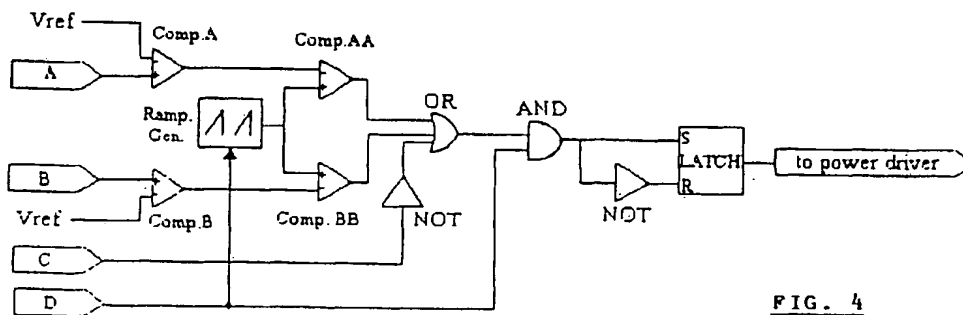 Vref
Comp.A
Comp.AA
A
Ramp.
Gen.
OR
AND
S
LATCH
R
to power driver
B
Vref
Comp.B
Comp.BB
NOT
NOT
C
D
FIG. 4